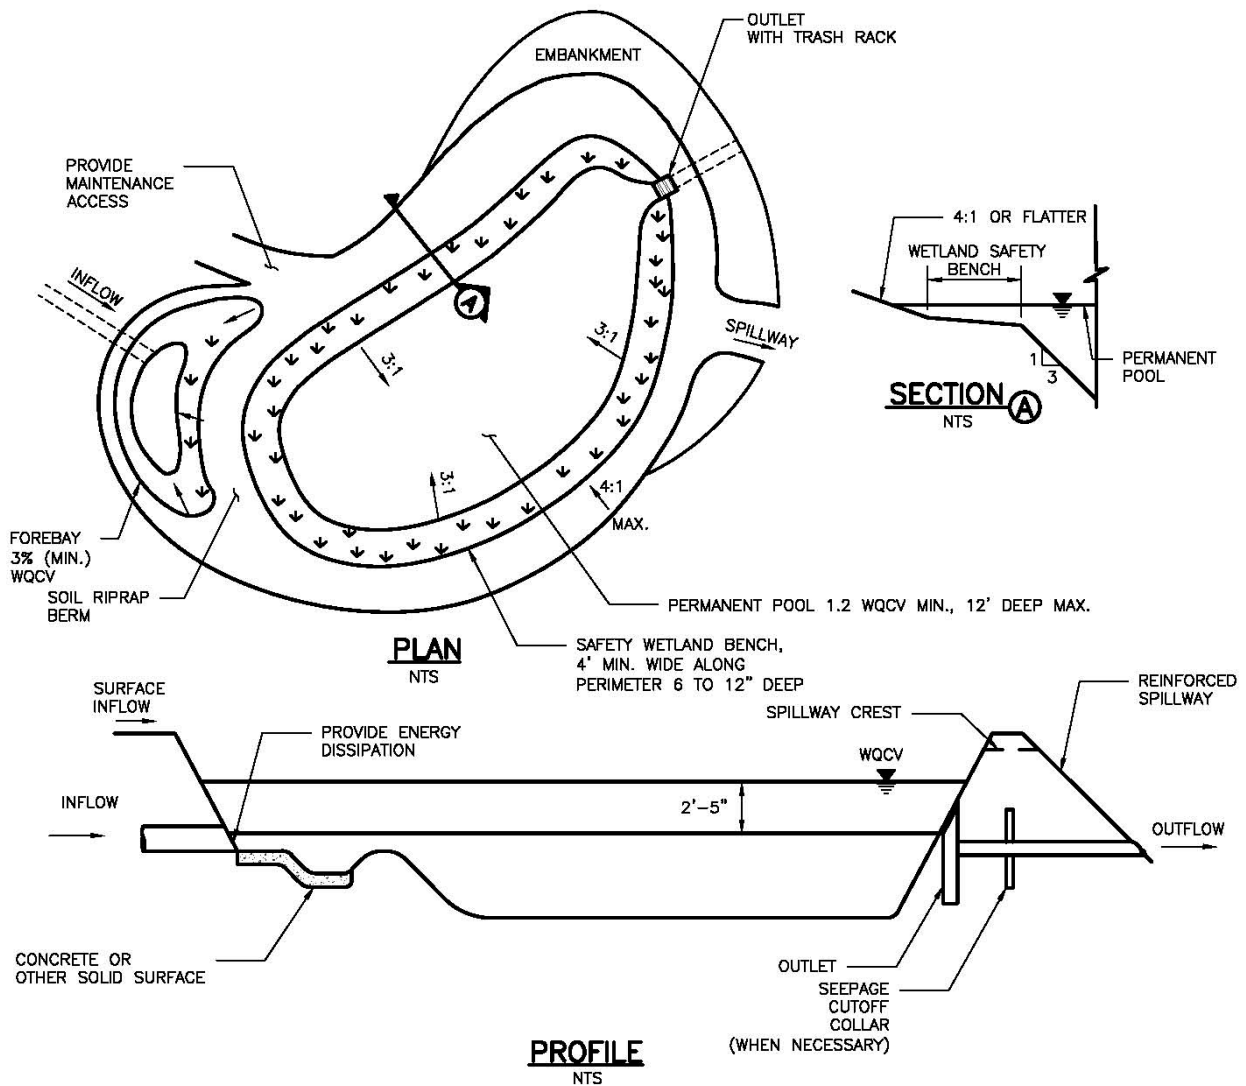 OUTLET
WITH TRASH RACK
EMBANKMENT
PROVIDE
MAINTENANCE
ACCESS
INFLOW
A
3:1
3:1
SPILLWAY
3:1
4:1
MAX.
FOREBAY
3% (MIN.)
WQCV
SOIL RIPRAP
BERM
PERMANENT POOL 1.2 WQCV MIN., 12' DEEP MAX.
SAFETY WETLAND BENCH,
4' MIN. WIDE ALONG
PERIMETER 6 TO 12" DEEP
PLAN
NTS
4:1 OR FLATTER
WETLAND SAFETY
BENCH
1
3
PERMANENT
POOL
SECTION A
NTS
SURFACE
INFLOW
PROVIDE ENERGY
DISSIPATION
INFLOW
WQCV
2'-5"
SPILLWAY CREST
REINFORCED
SPILLWAY
OUTFLOW
CONCRETE OR
OTHER SOLID SURFACE
OUTLET
SEEPAGE
CUTOFF
COLLAR
(WHEN NECESSARY)
PROFILE
NTS